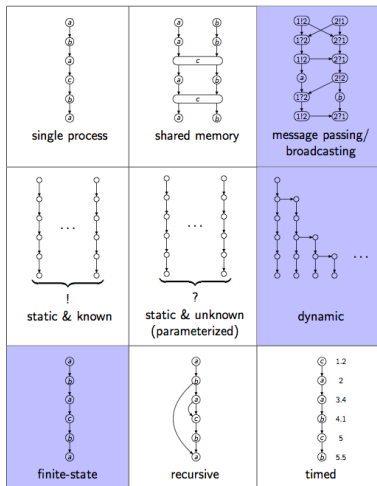 a
b
a
c
b
a
single process
a b
a b
c
a b
c
a b
shared memory
1!2 2!1
1?2 2?1
1!2 2?1
a 2!2
1?2 b
1!2 2?1
message passing/
broadcasting
...
!
static & known
...
?
static & unknown
(parameterized)
...
dynamic
a
b
a
c
b
a
finite-state
a
b
a
c
b
a
recursive
c 1.2
a 2
a 3.4
b 4.1
c 5
b 5.5
timed